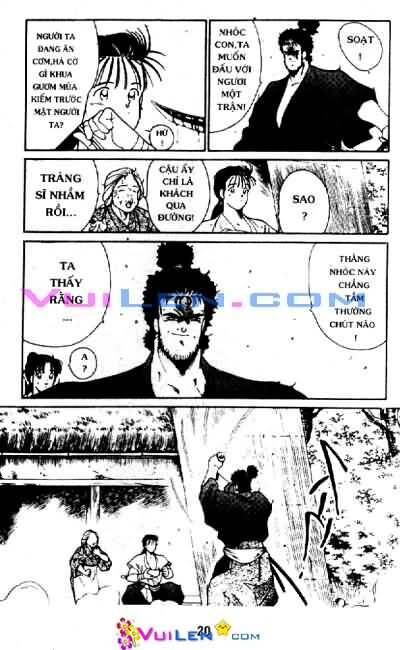 SOẠT
!
NHÓC
CON,TA
MUỐN
ĐẤU VỚI
NGƯƠI
MỘT
TRẬN!
NGƯỜI TA
ĐANG ĂN
CƠM,HÀ CỚ
GÌ KHUA
GƯƠM MÚA
KIẾM TRƯỚC
MẶT NGƯỜI
TA?
HỪ
!
SAO
?
CẬU ẤY
CHỈ LÀ
KHÁCH
QUA
ĐƯỜNG!
TRÁNG
SĨ NHẦM
RỒI...
THẰNG
NHÓC NÀY
CHẲNG
TẦM
THƯỜNG
CHÚT NÀO
!
TA
THẤY
RẰNG
...
VUILEN.COM
A
?
20
VUILEN.COM